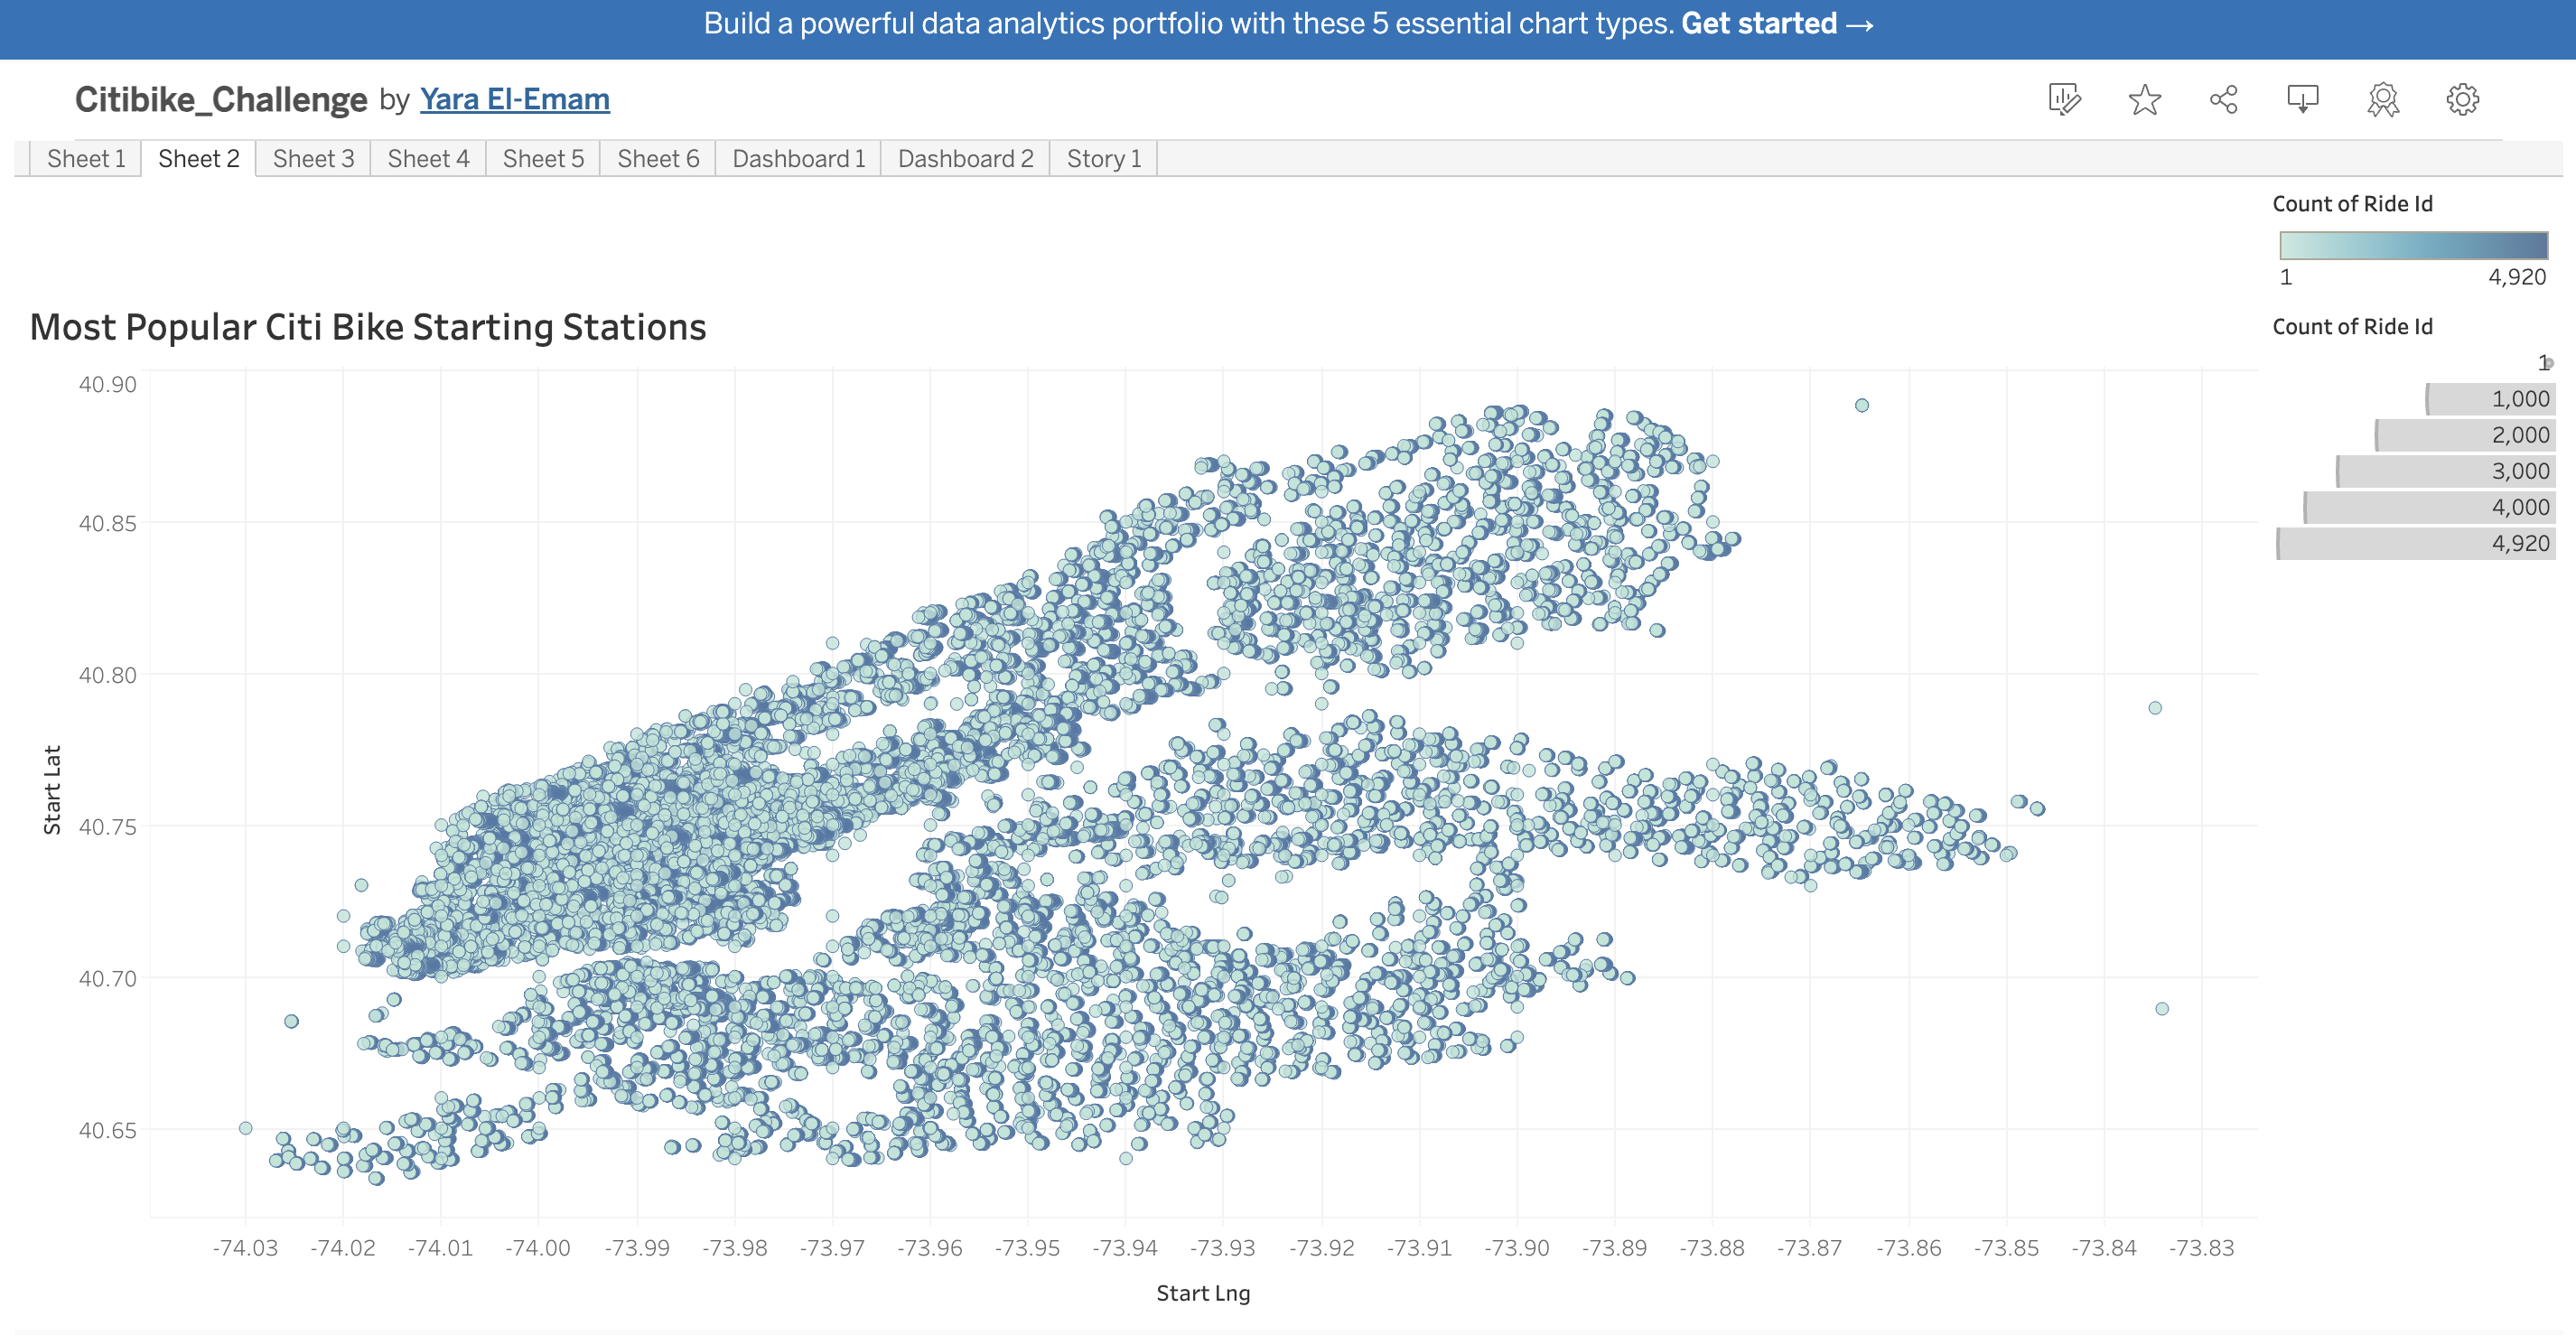 Build a powerful data analytics portfolio with these 5 essential chart types. Get started →
Citibike_Challenge by Yara El-Emam
Sheet 1 Sheet 2 Sheet 3 Sheet 4 Sheet 5 Sheet 6 Dashboard 1 Dashboard 2 Story 1
Count of Ride Id
1 4,920
Most Popular Citi Bike Starting Stations
Count of Ride Id
1
1,000
2,000
3,000
4,000
4,920
40.90
40.85
40.80
40.75
40.70
40.65
Start Lat
-74.03 -74.02 -74.01 -74.00 -73.99 -73.98 -73.97 -73.96 -73.95 -73.94 -73.93 -73.92 -73.91 -73.90 -73.89 -73.88 -73.87 -73.86 -73.85 -73.84 -73.83
Start Lng